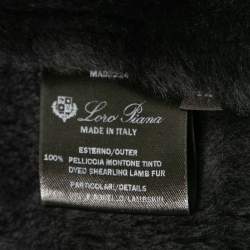 Loro Piana
MADE IN ITALY
ESTERNO/OUTER
100% PELLICCIA MONTONE TINTO
DYED SHEARLING LAMB FUR
PARTICOLARI/DETAILS